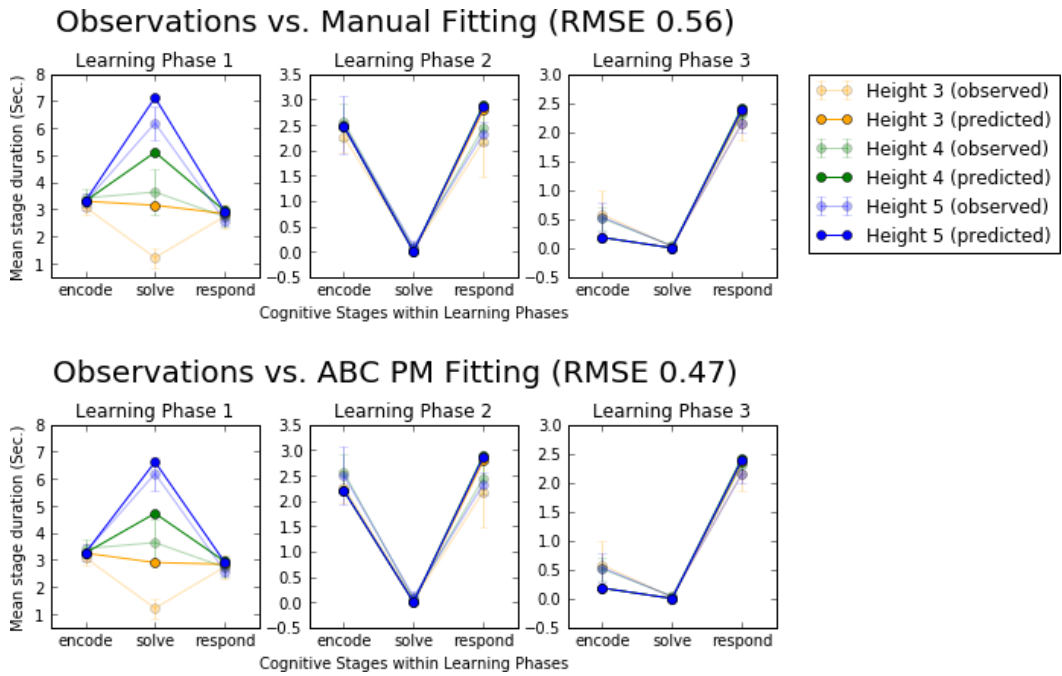 Observations vs. Manual Fitting (RMSE 0.56)
Learning Phase 1
Learning Phase 2
Learning Phase 3
Mean stage duration (Sec.)
8
7
6
5
4
3
2
1
3.5
3.0
2.5
2.0
1.5
1.0
0.5
0.0
−0.5
3.0
2.5
2.0
1.5
1.0
0.5
0.0
−0.5
encode solve respond
encode solve respond
encode solve respond
Cognitive Stages within Learning Phases
Height 3 (observed)
Height 3 (predicted)
Height 4 (observed)
Height 4 (predicted)
Height 5 (observed)
Height 5 (predicted)
Observations vs. ABC PM Fitting (RMSE 0.47)
Learning Phase 1
Learning Phase 2
Learning Phase 3
Mean stage duration (Sec.)
8
7
6
5
4
3
2
1
3.5
3.0
2.5
2.0
1.5
1.0
0.5
0.0
−0.5
3.0
2.5
2.0
1.5
1.0
0.5
0.0
−0.5
encode solve respond
encode solve respond
encode solve respond
Cognitive Stages within Learning Phases